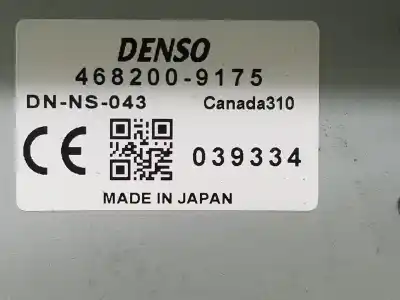 DENSO
468200-9175
DN-NS-043 Canada310
CE 039334
MADE IN JAPAN